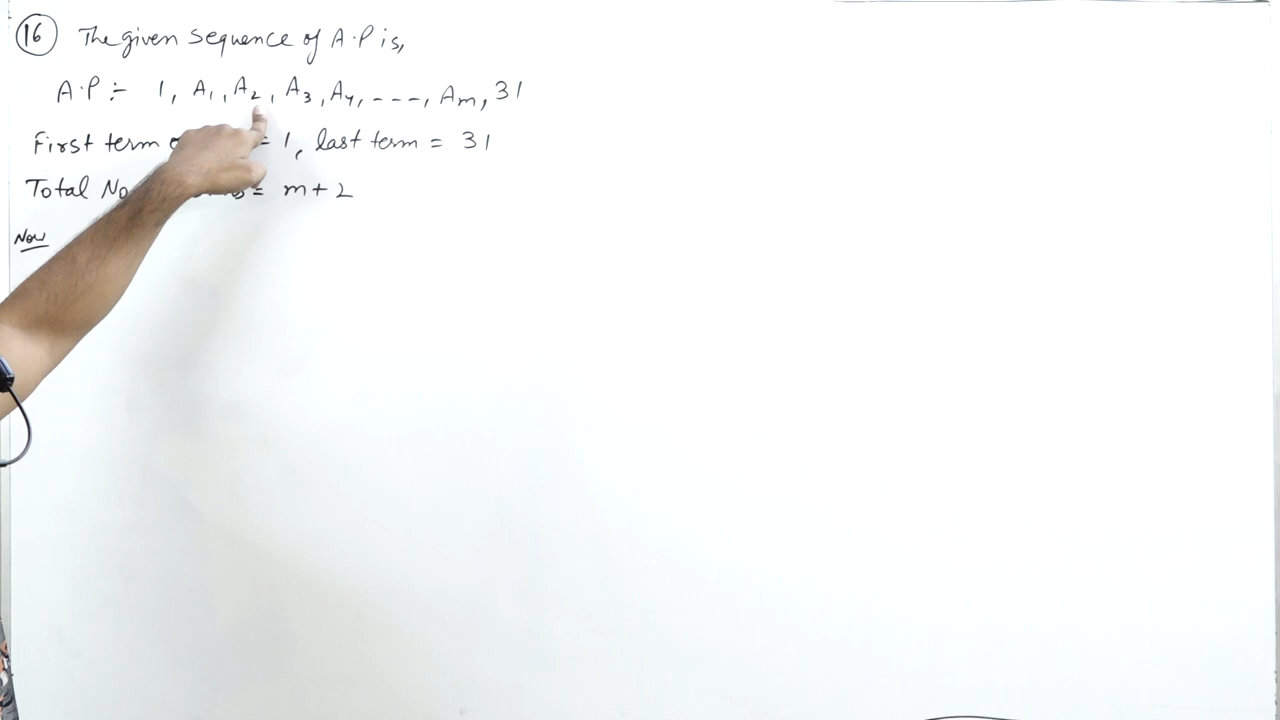 16 The given sequence of A.P is,
A.P :- 1, A1, A2, A3, A4, ----, Am, 31
First term = 1, last term = 31
Total No = m + 2
Now